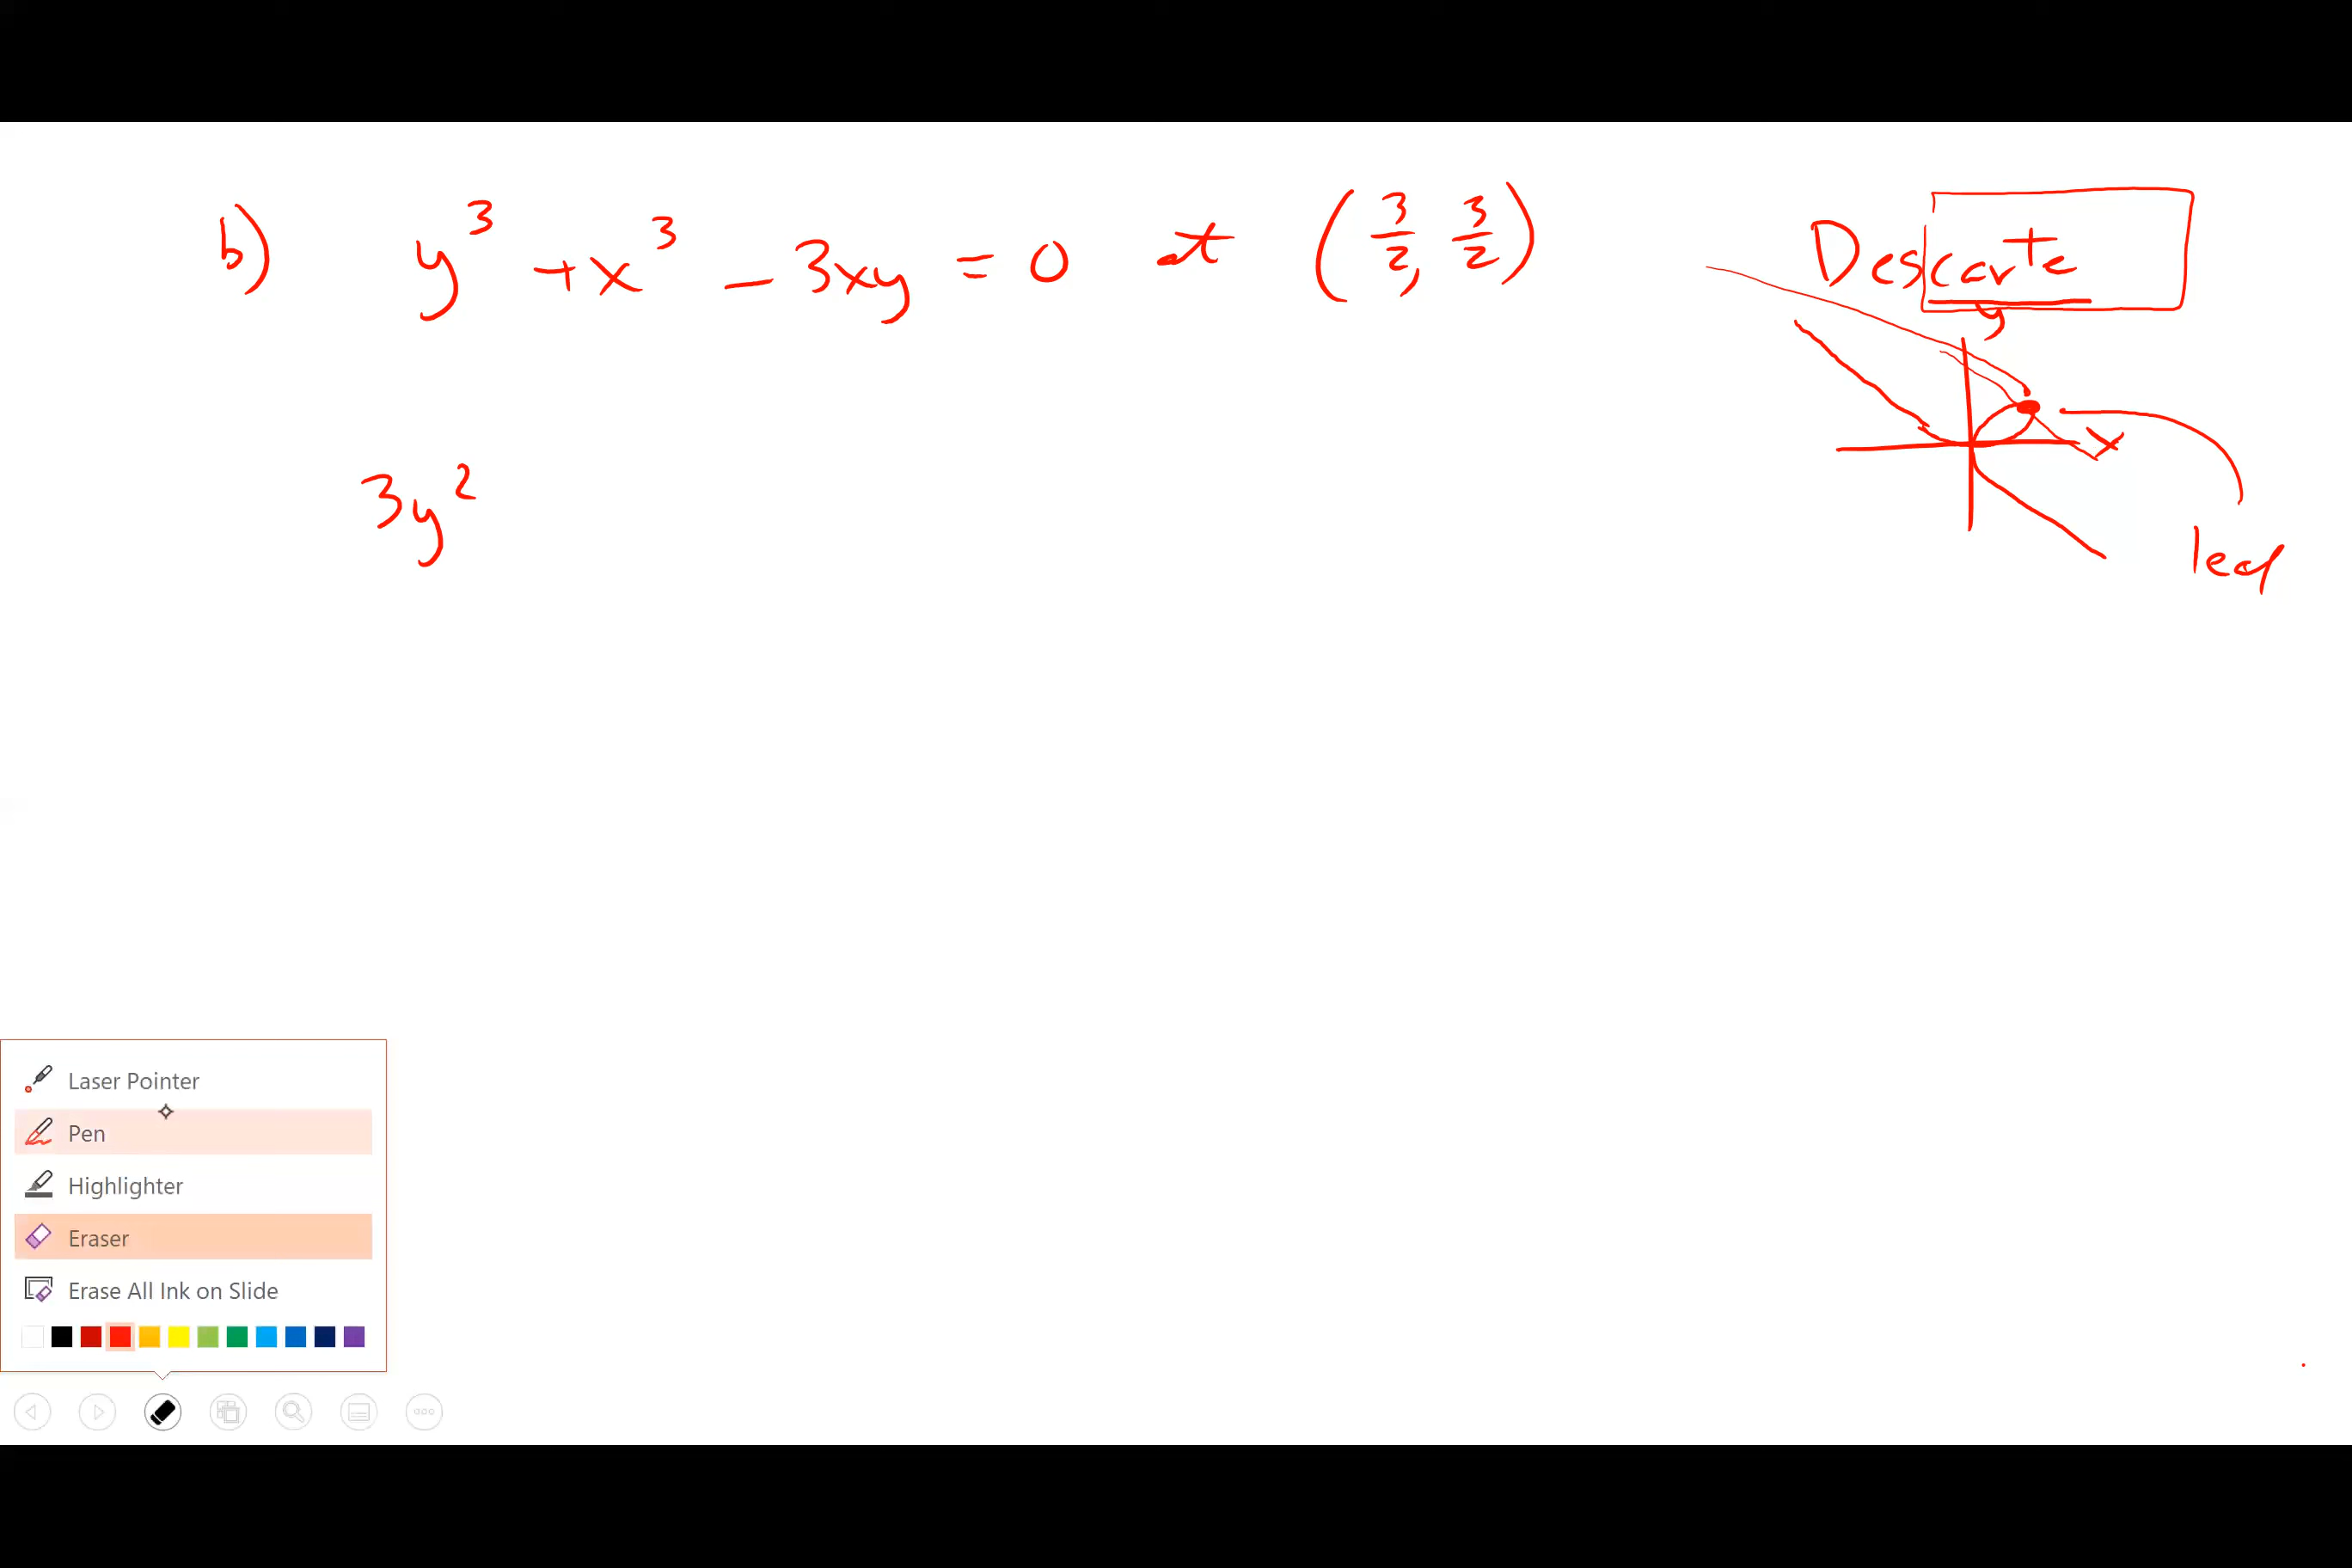 b) y³ + x³ - 3xy = 0 at (3/2, 3/2)
Descarte
y
x
leaf
3y²
Laser Pointer
Pen
Highlighter
Eraser
Erase All Ink on Slide